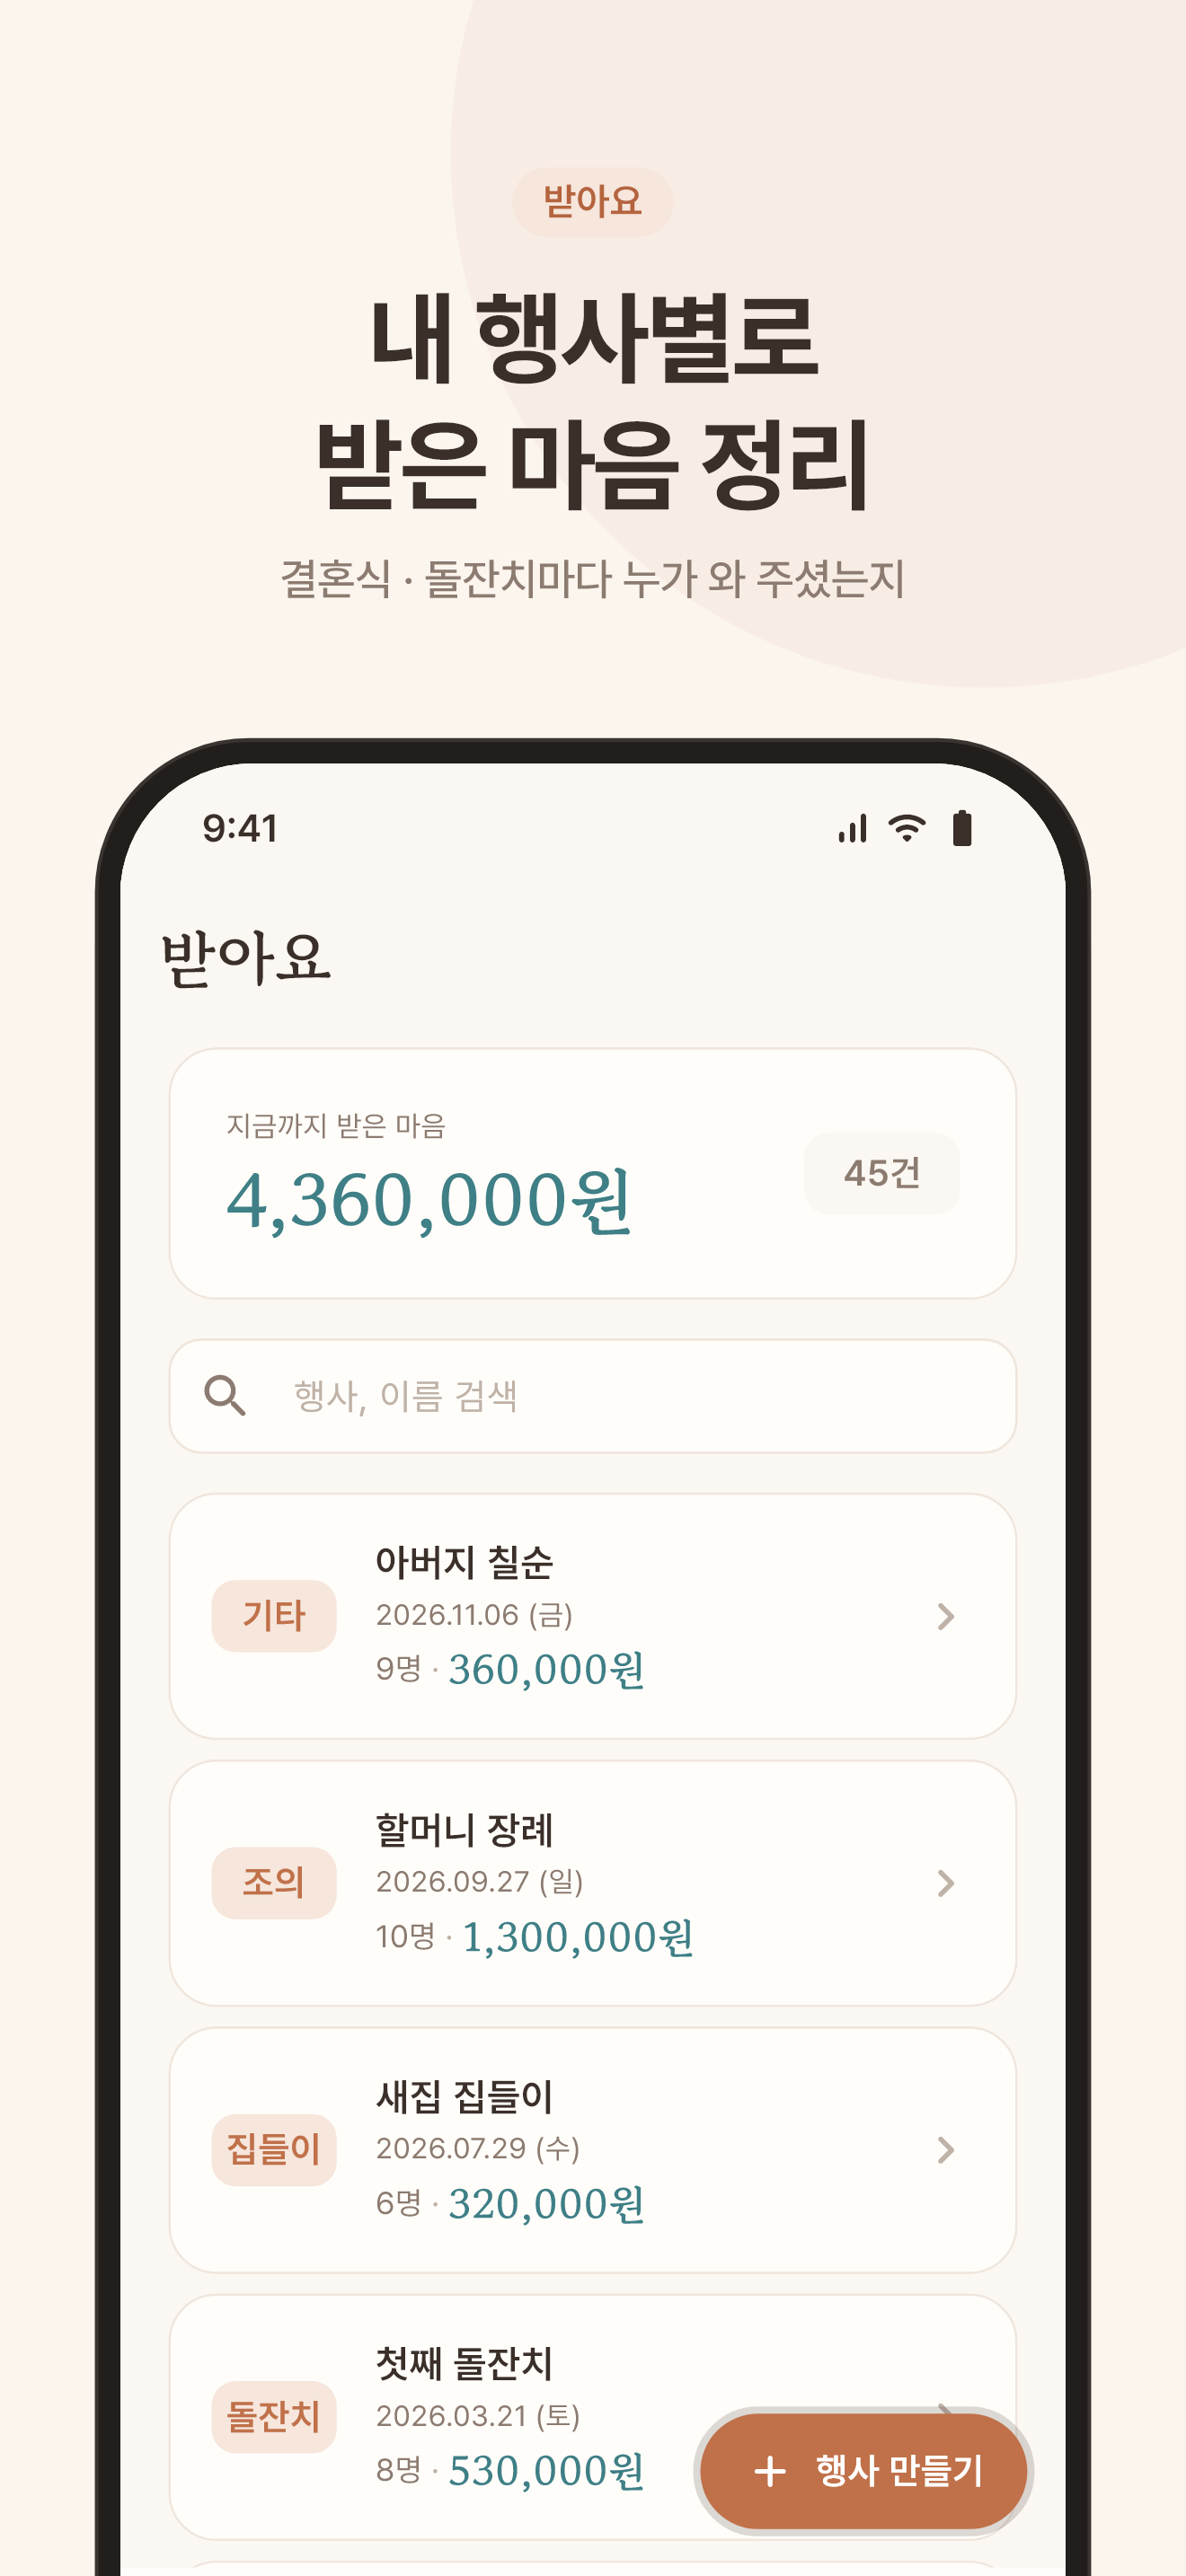 받아요
내 행사별로
받은 마음 정리
결혼식 · 돌잔치마다 누가 와 주셨는지
9:41
받아요
지금까지 받은 마음
4,360,000원
45건
행사, 이름 검색
기타
아버지 칠순
2026.11.06 (금)
9명 · 360,000원
조의
할머니 장례
2026.09.27 (일)
10명 · 1,300,000원
집들이
새집 집들이
2026.07.29 (수)
6명 · 320,000원
돌잔치
첫째 돌잔치
2026.03.21 (토)
8명 · 530,000원
+ 행사 만들기